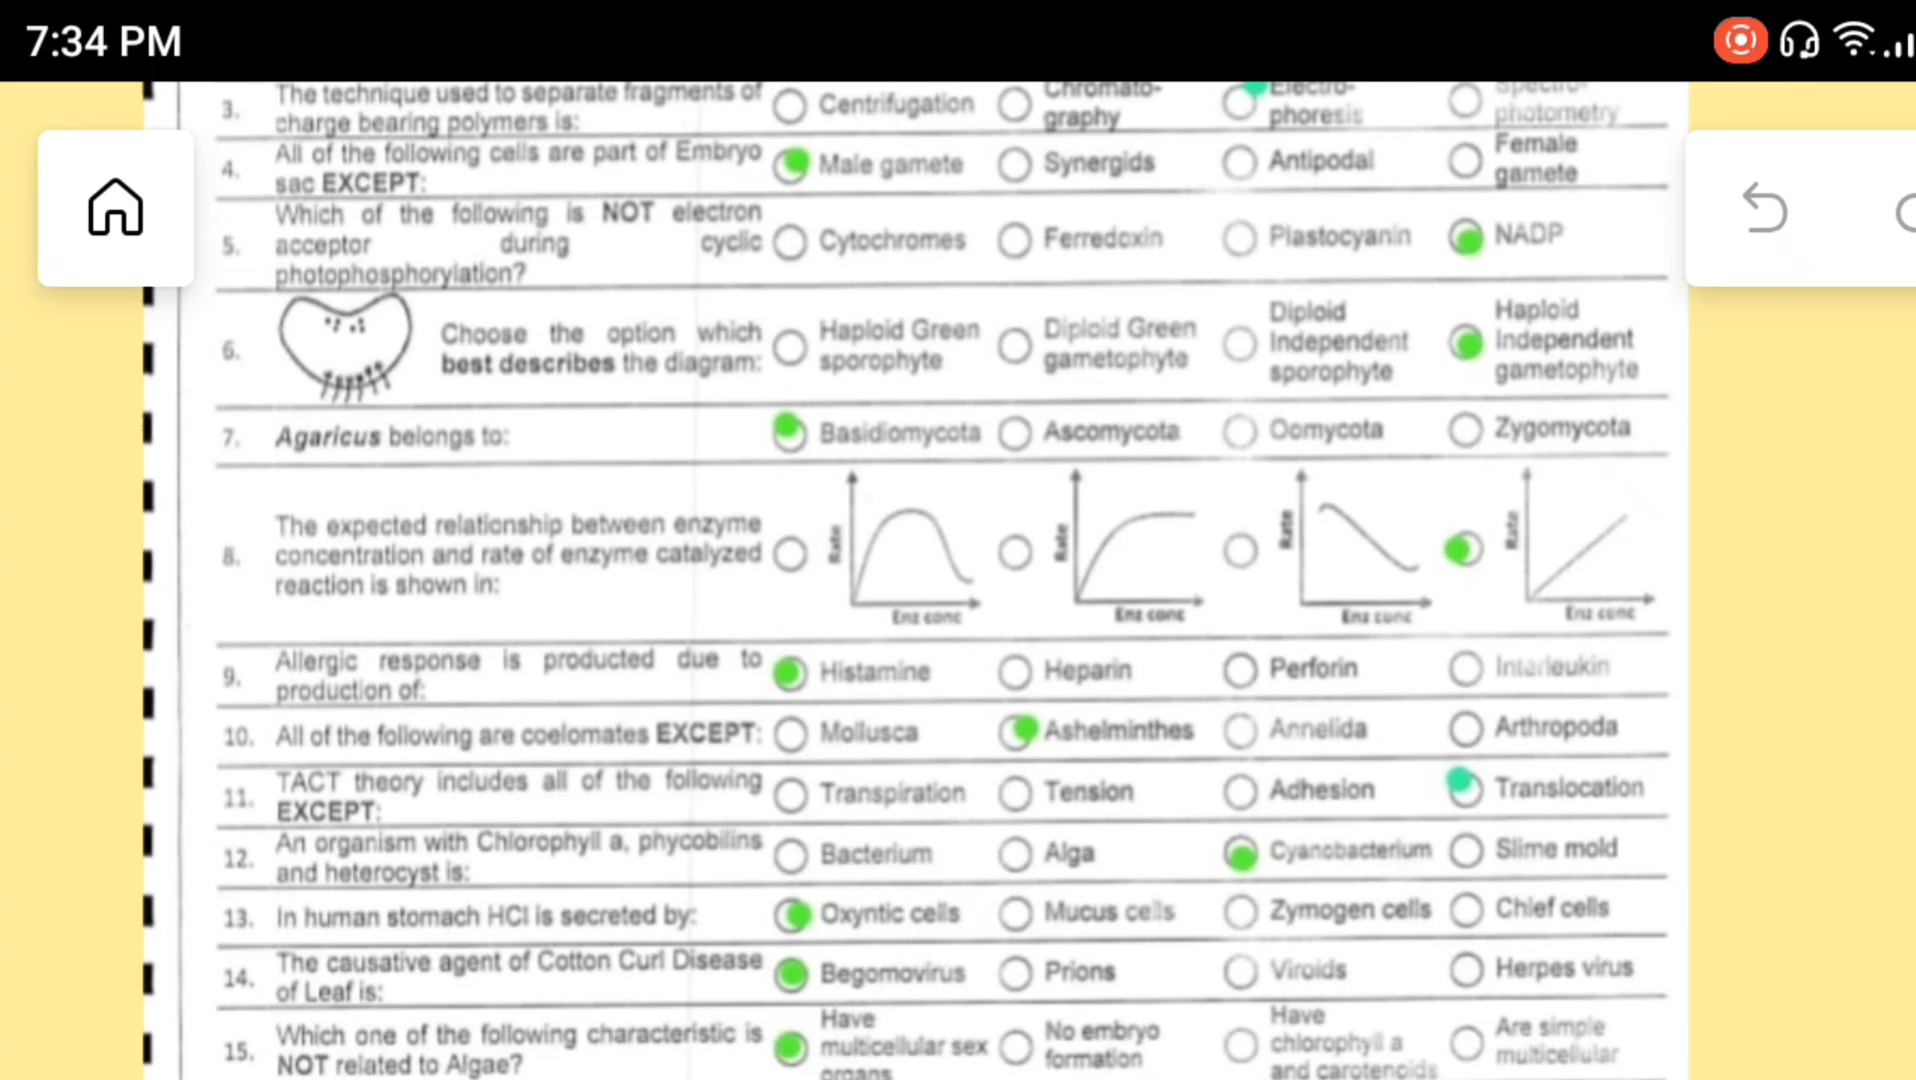 7:34 PM
3. The technique used to separate fragments of charge bearing polymers is: Centrifugation Chromato-graphy Electro-phoresis Spectro-photometry
4. All of the following cells are part of Embryo sac EXCEPT: Male gamete Synergids Antipodal Female gamete
5. Which of the following is NOT electron acceptor during cyclic photophosphorylation? Cytochromes Ferredoxin Plastocyanin NADP
6. Choose the option which best describes the diagram: Haploid Green sporophyte Diploid Green gametophyte Diploid Independent sporophyte Haploid Independent gametophyte
7. Agaricus belongs to: Basidiomycota Ascomycota Oomycota Zygomycota
8. The expected relationship between enzyme concentration and rate of enzyme catalyzed reaction is shown in:
Rate Enz conc Rate Enz conc Rate Enz conc Rate Enz conc
9. Allergic response is producted due to production of: Histamine Heparin Perforin Interleukin
10. All of the following are coelomates EXCEPT: Mollusca Ashelminthes Annelida Arthropoda
11. TACT theory includes all of the following EXCEPT: Transpiration Tension Adhesion Translocation
12. An organism with Chlorophyll a, phycobilins and heterocyst is: Bacterium Alga Cyanobacterium Slime mold
13. In human stomach HCl is secreted by: Oxyntic cells Mucus cells Zymogen cells Chief cells
14. The causative agent of Cotton Curl Disease of Leaf is: Begomovirus Prions Viroids Herpes virus
15. Which one of the following characteristic is NOT related to Algae? Have multicellular sex organs No embryo formation Have chlorophyll a and carotenoids Are simple multicellular